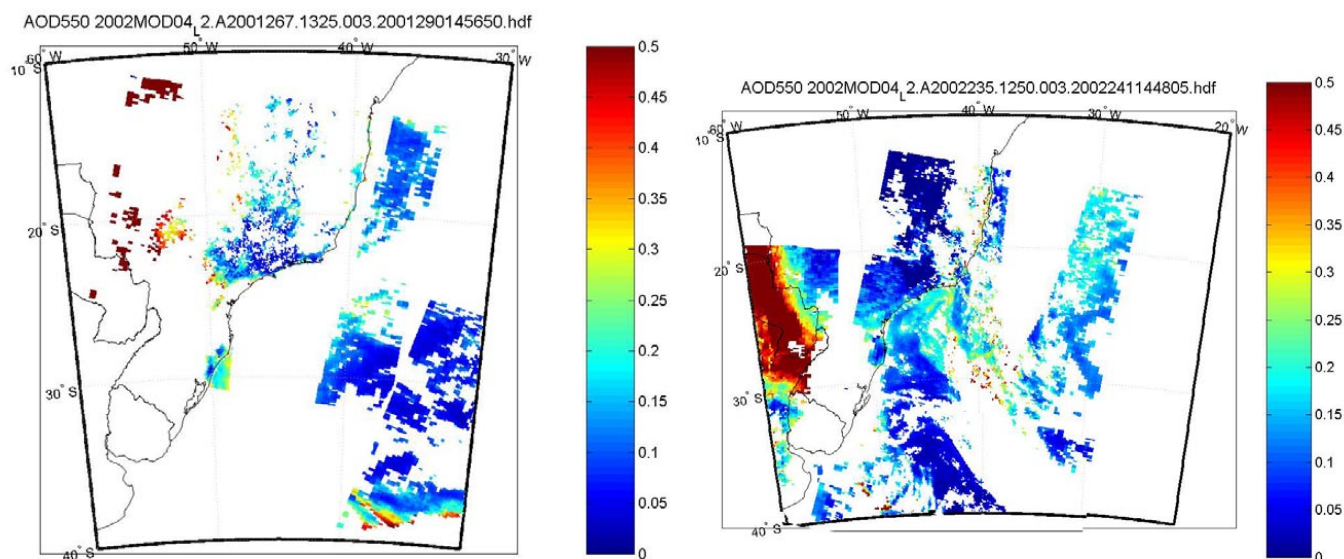 AOD550 2002MOD04_L2.A2001267.1325.003.2001290145650.hdf
60° W
50° W
40° W
30° W
10° S
20° S
30° S
40° S
0.5
0.45
0.4
0.35
0.3
0.25
0.2
0.15
0.1
0.05
0
AOD550 2002MOD04_L2.A2002235.1250.003.2002241144805.hdf
60° W
50° W
40° W
30° W
20° W
10° S
20° S
30° S
40° S
0.5
0.45
0.4
0.35
0.3
0.25
0.2
0.15
0.1
0.05
0